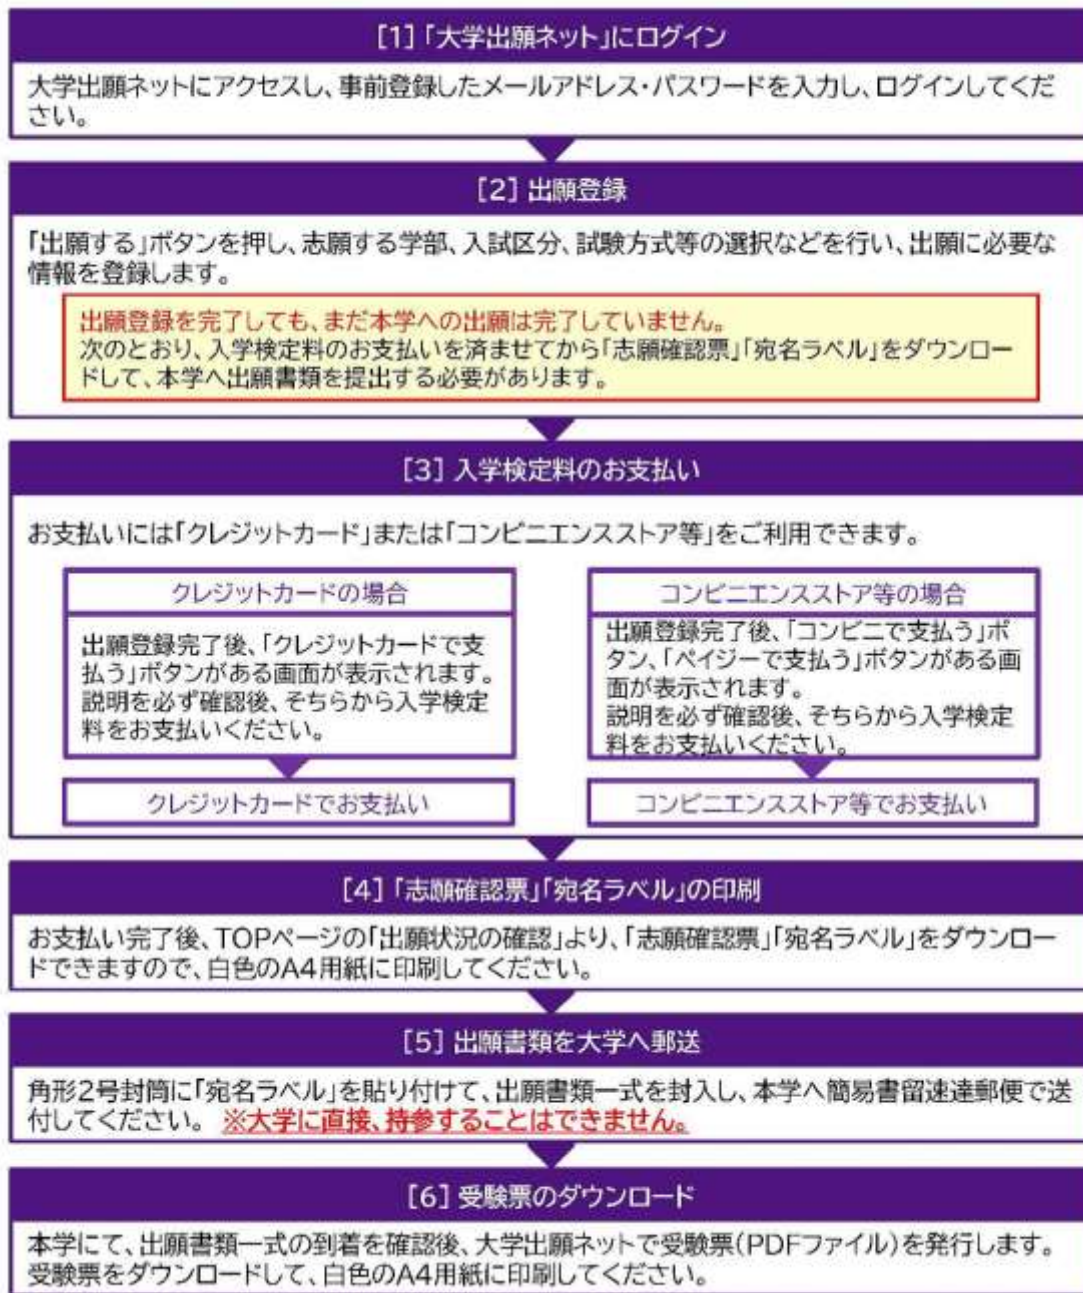 [1]「大学出願ネット」にログイン
大学出願ネットにアクセスし、事前登録したメールアドレス・パスワードを入力し、ログインしてくだ
さい。
[2] 出願登録
「出願する」ボタンを押し、志願する学部、入試区分、試験方式等の選択などを行い、出願に必要な
情報を登録します。
出願登録を完了しても、まだ本学への出願は完了していません。
次のとおり、入学検定料のお支払いを済ませてから「志願確認票」「宛名ラベル」をダウンロー
ドして、本学へ出願書類を提出する必要があります。
[3] 入学検定料のお支払い
お支払いには「クレジットカード」または「コンビニエンスストア等」をご利用できます。
クレジットカードの場合
出願登録完了後、「クレジットカードで支
払う」ボタンがある画面が表示されます。
説明を必ず確認後、そちらから入学検定
料をお支払いください。
クレジットカードでお支払い
コンビニエンスストア等の場合
出願登録完了後、「コンビニで支払う」ボ
タン、「ペイジーで支払う」ボタンがある画
面が表示されます。
説明を必ず確認後、そちらから入学検定
料をお支払いください。
コンビニエンスストア等でお支払い
[4]「志願確認票」「宛名ラベル」の印刷
お支払い完了後、TOPページの「出願状況の確認」より、「志願確認票」「宛名ラベル」をダウンロー
ドできますので、白色のA4用紙に印刷してください。
[5] 出願書類を大学へ郵送
角形2号封筒に「宛名ラベル」を貼り付けて、出願書類一式を封入し、本学へ簡易書留速達郵便で送
付してください。 ※大学に直接、持参することはできません。
[6] 受験票のダウンロード
本学にて、出願書類一式の到着を確認後、大学出願ネットで受験票(PDFファイル)を発行します。
受験票をダウンロードして、白色のA4用紙に印刷してください。